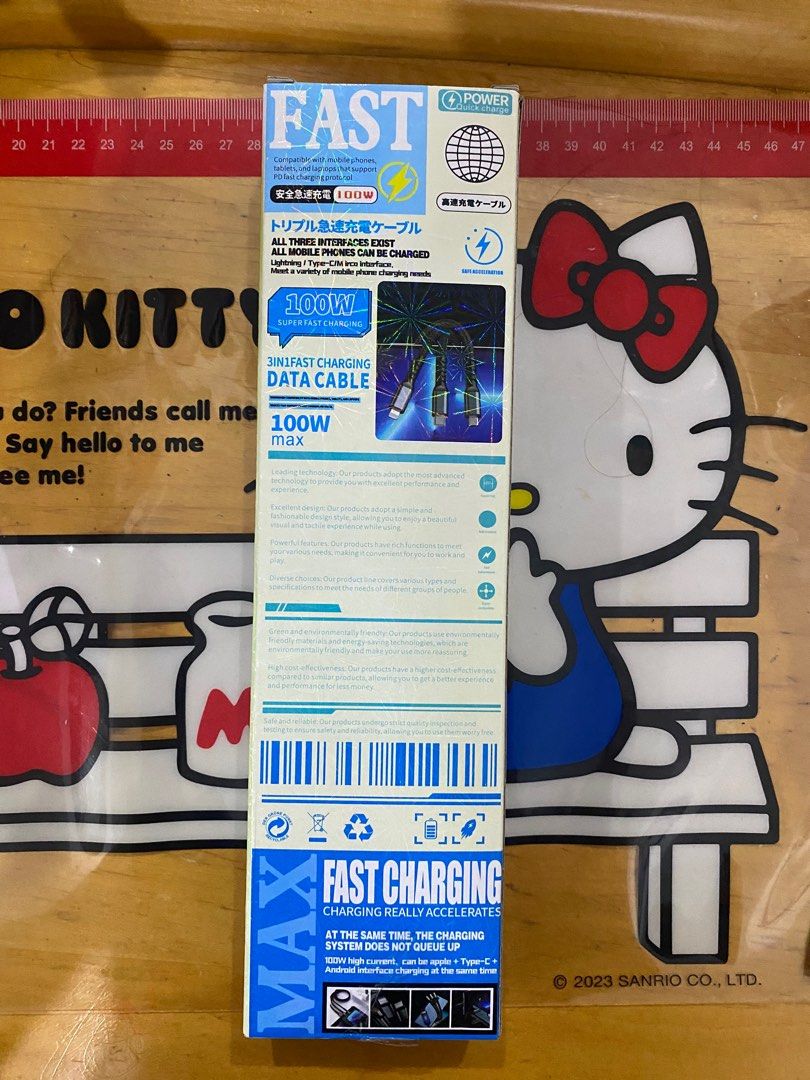 20 21 22 23 24 25 26 27 28
38 39 40 41 42 43 44 45 46 47
FAST
POWER
Quick charge
Compatible with mobile phones,
tablets, and laptops that support
PD fast charging protocol
安全急速充電 100W
高速充電ケーブル
トリプル急速充電ケーブル
ALL THREE INTERFACES EXIST
ALL MOBILE PHONES CAN BE CHARGED
Lightning / Type-C/M irco interface,
Meet a variety of mobile phone charging needs
SAFE ACCELERATION
100W
SUPER FAST CHARGING
3IN1FAST CHARGING
DATA CABLE
100W
max
Leading technology: Our products adopt the most advanced
technology to provide you with excellent performance and
experience.
Excellent design: Our products adopt a simple and
fashionable design style, allowing you to enjoy a beautiful
visual and tactile experience while using.
Powerful features: Our products have rich functions to meet
your various needs, making it convenient for you to work and
play.
Diverse choices: Our product line covers various types and
specifications to meet the needs of different groups of people.
Green and environmentally friendly: Our products use environmentally
friendly materials and energy-saving technologies, which are
environmentally friendly and make your use more reassuring.
High cost-effectiveness: Our products have a higher cost-effectiveness
compared to similar products, allowing you to get a better experience
and performance for less money.
Safe and reliable: Our products undergo strict quality inspection and
testing to ensure safety and reliability, allowing you to use them worry free.
MAX
FAST CHARGING
CHARGING REALLY ACCELERATES
AT THE SAME TIME, THE CHARGING
SYSTEM DOES NOT QUEUE UP
100W high current, can be apple + Type-C +
Android interface charging at the same time
O KITTY
do? Friends call me
Say hello to me
ee me!
M
© 2023 SANRIO CO., LTD.